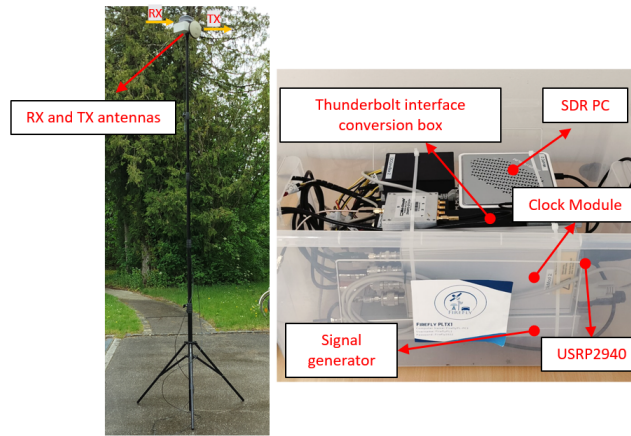 RX
TX
RX and TX antennas
Thunderbolt interface
conversion box
SDR PC
Clock Module
FIREFLY
FIREFLY PLTX1
Signal
generator
USRP2940